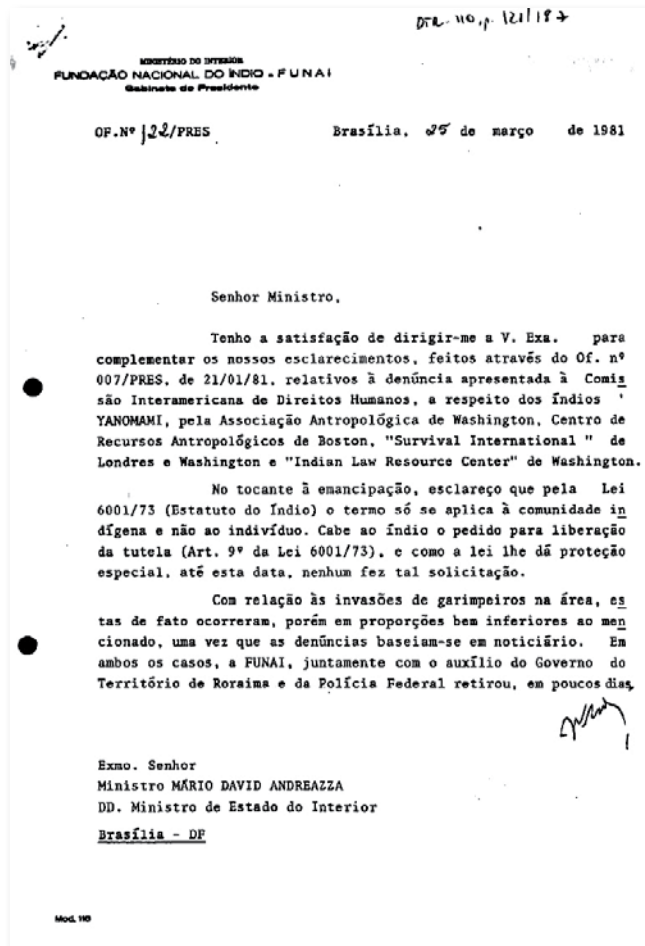 DTR-110, p. 121/187
MINISTÉRIO DO INTERIOR
FUNDAÇÃO NACIONAL DO ÍNDIO - FUNAI
Gabinete do Presidente
OF.Nº 122/PRES Brasília, 25 de março de 1981
Senhor Ministro,
Tenho a satisfação de dirigir-me a V. Exa. para
complementar os nossos esclarecimentos, feitos através do Of. nº
007/PRES, de 21/01/81, relativos à denúncia apresentada à Comis
são Interamericana de Direitos Humanos, a respeito dos Índios '
YANOMAMI, pela Associação Antropológica de Washington, Centro de
Recursos Antropológicos de Boston, "Survival International " de
Londres e Washington e "Indian Law Resource Center" de Washington.
No tocante à emancipação, esclareço que pela Lei
6001/73 (Estatuto do Índio) o termo só se aplica à comunidade in
dígena e não ao indivíduo. Cabe ao índio o pedido para liberação
da tutela (Art. 9º da Lei 6001/73), e como a lei lhe dá proteção
especial, até esta data, nenhum fez tal solicitação.
Com relação às invasões de garimpeiros na área, es
tas de fato ocorreram, porém em proporções bem inferiores ao men
cionado, uma vez que as denúncias baseiam-se em noticiário. Em
ambos os casos, a FUNAI, juntamente com o auxílio do Governo do
Território de Roraima e da Polícia Federal retirou, em poucos dias,
Exmo. Senhor
Ministro MÁRIO DAVID ANDREAZZA
DD. Ministro de Estado do Interior
Brasília - DF
Mod. 110